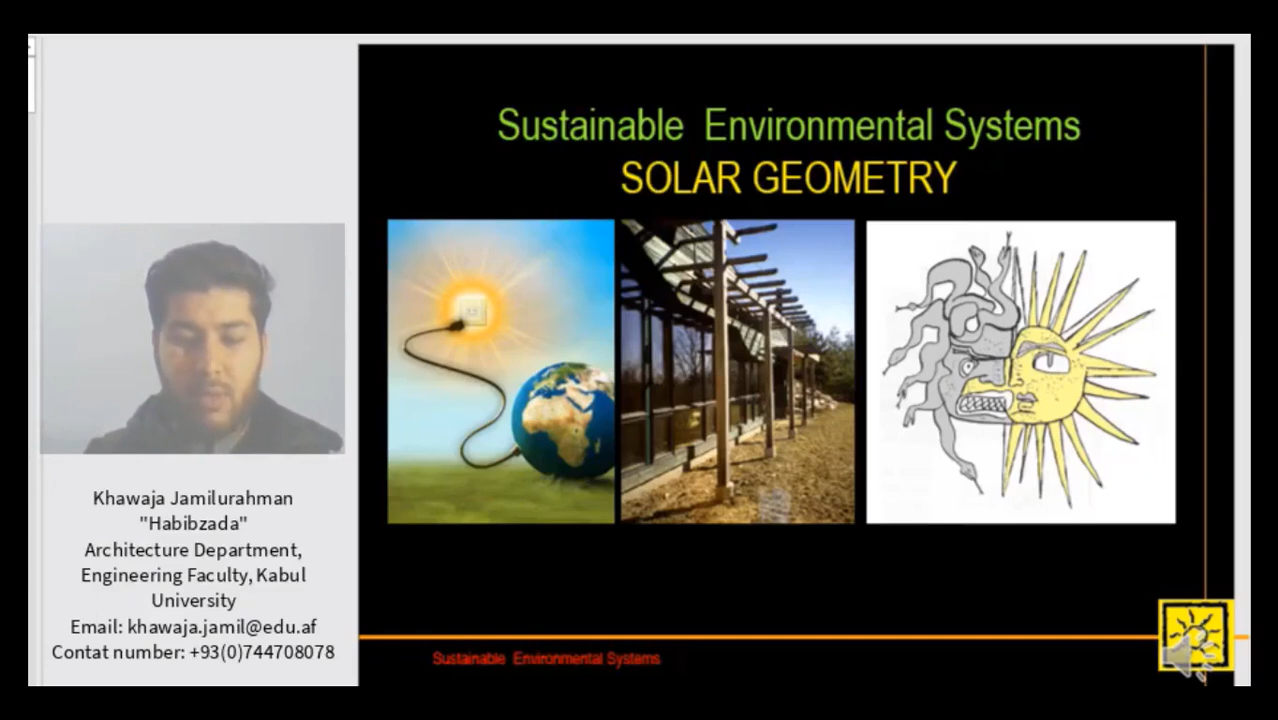 Sustainable Environmental Systems
SOLAR GEOMETRY
Khawaja Jamilurahman
"Habibzada"
Architecture Department,
Engineering Faculty, Kabul
University
Email: khawaja.jamil@edu.af
Contat number: +93(0)744708078
Sustainable Environmental Systems